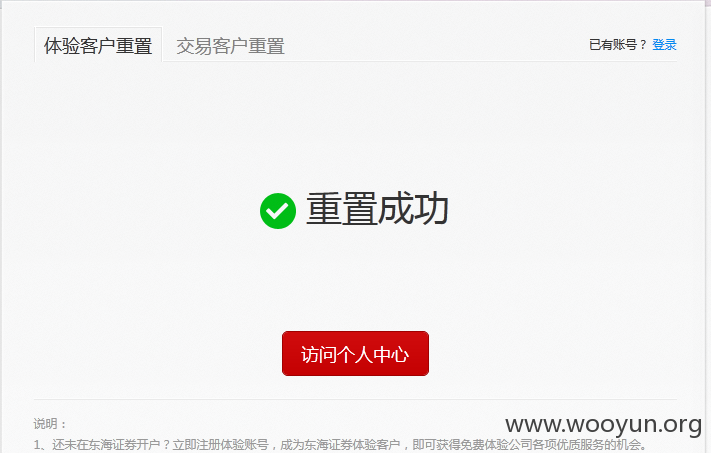 体验客户重置 交易客户重置 已有账号？登录
重置成功
访问个人中心
说明：
www.wooyun.org
1、还未在东海证券开户？立即注册体验账号，成为东海证券体验客户，即可获得免费体验公司各项优质服务的机会。